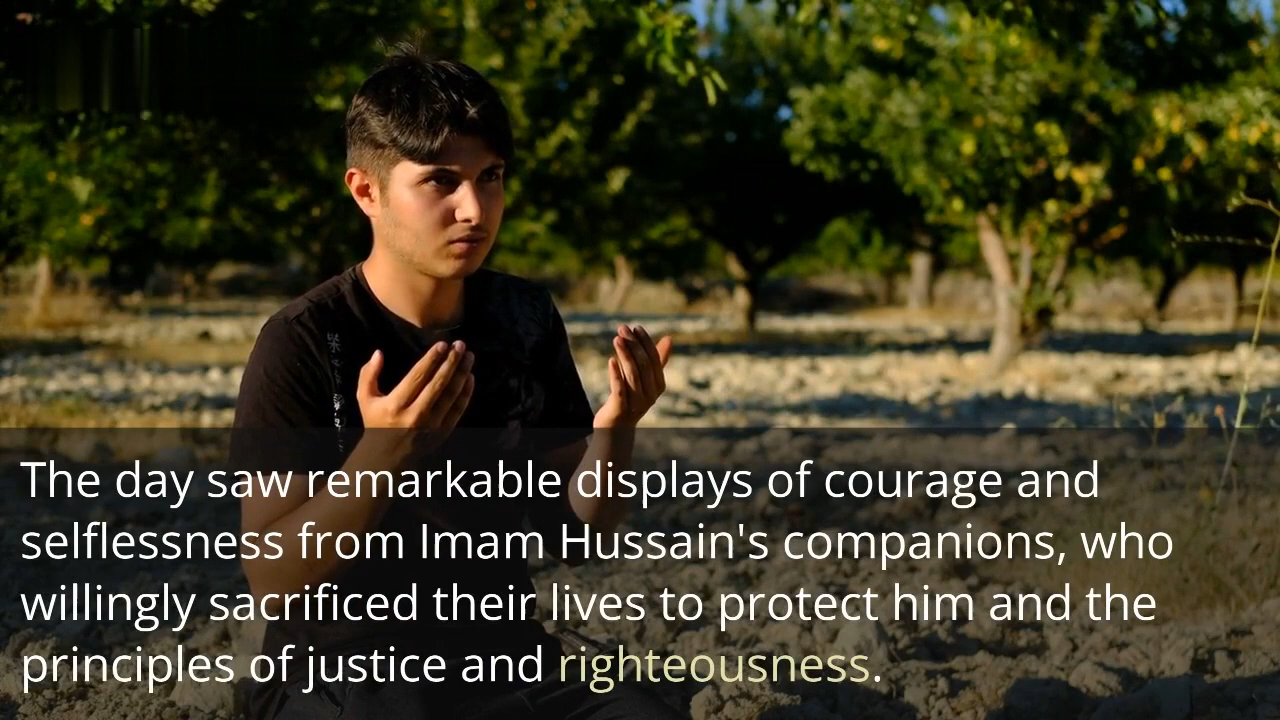 The day saw remarkable displays of courage and
selflessness from Imam Hussain's companions, who
willingly sacrificed their lives to protect him and the
principles of justice and righteousness.